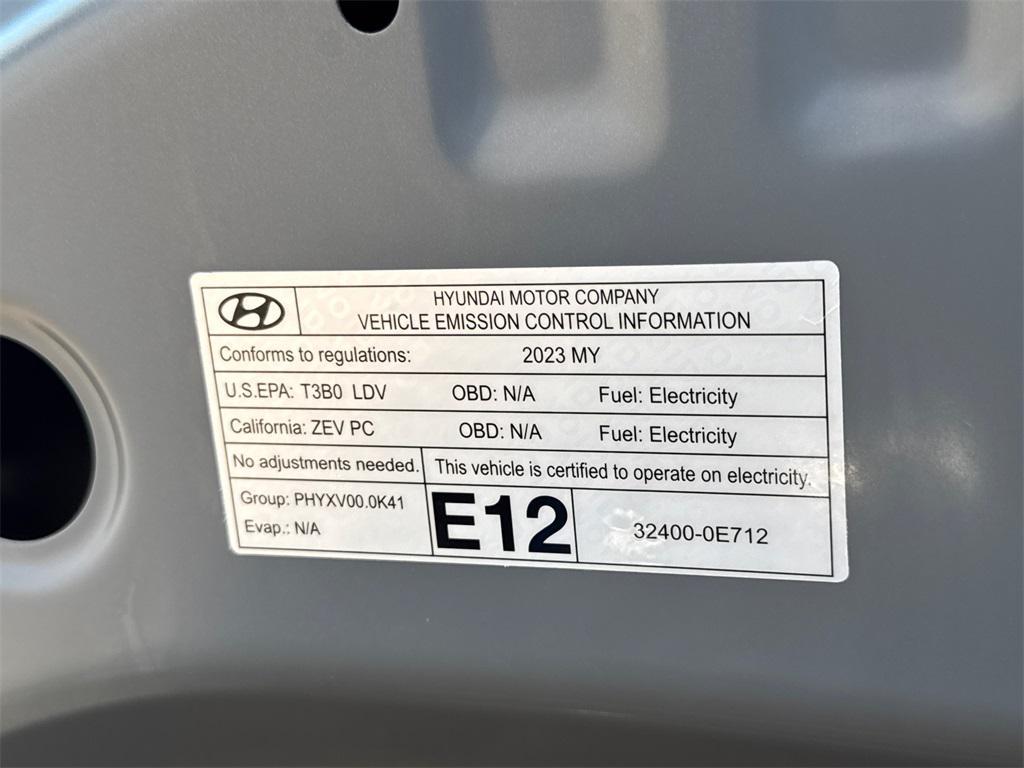 HYUNDAI MOTOR COMPANY
VEHICLE EMISSION CONTROL INFORMATION
Conforms to regulations: 2023 MY
U.S.EPA: T3B0 LDV OBD: N/A Fuel: Electricity
California: ZEV PC OBD: N/A Fuel: Electricity
No adjustments needed. This vehicle is certified to operate on electricity.
Group: PHYXV00.0K41
Evap.: N/A
E12
32400-0E712